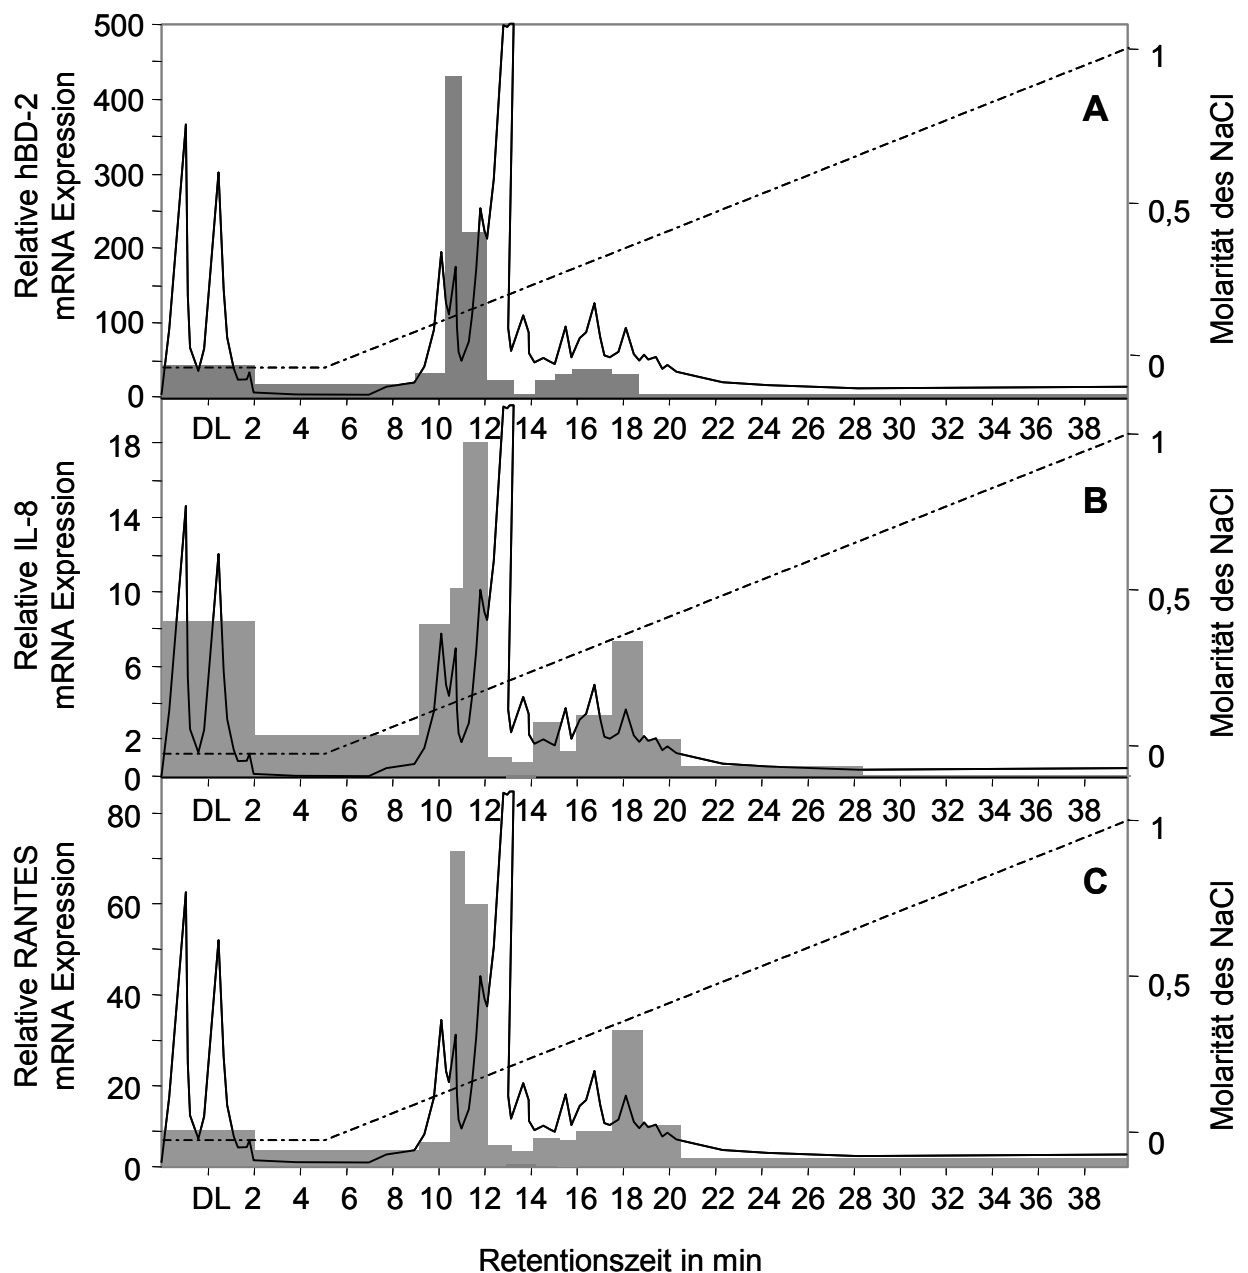 Relative hBD-2
mRNA Expression
500
400
300
200
100
0
A
1
0,5
0
Molarität des NaCl
DL 2 4 6 8 10 12 14 16 18 20 22 24 26 28 30 32 34 36 38
Relative IL-8
mRNA Expression
18
14
10
6
2
0
B
1
0,5
0
Molarität des NaCl
DL 2 4 6 8 10 12 14 16 18 20 22 24 26 28 30 32 34 36 38
Relative RANTES
mRNA Expression
80
60
40
20
0
C
1
0,5
0
Molarität des NaCl
DL 2 4 6 8 10 12 14 16 18 20 22 24 26 28 30 32 34 36 38
Retentionszeit in min